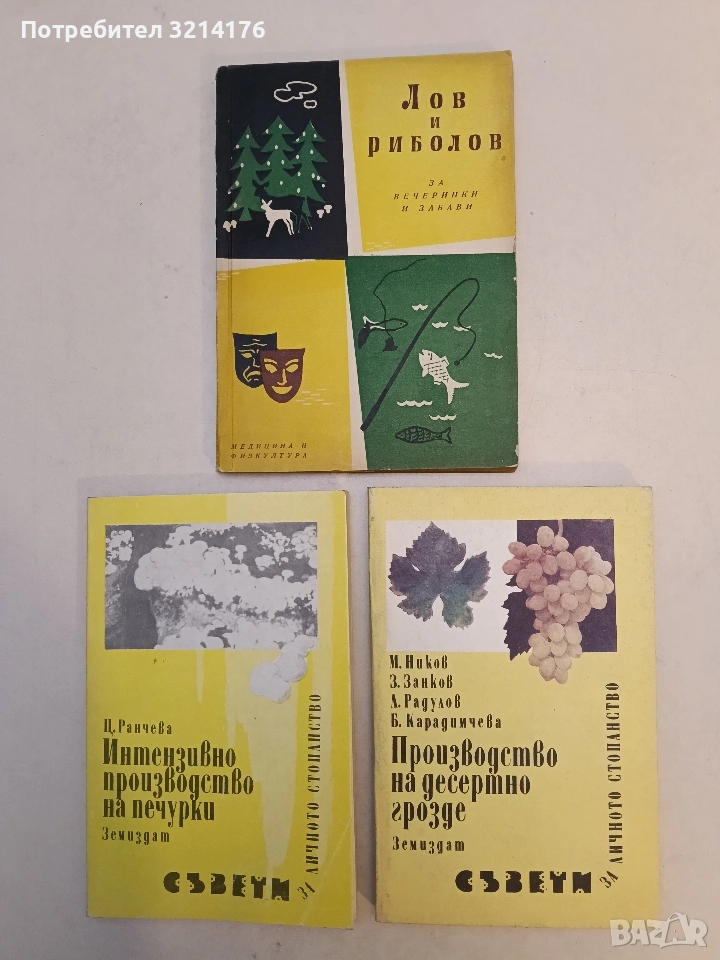 Потребител 3214176
Лов
и
риболов
ЗА
ВЕЧЕРИНКИ
И ЗАБАВИ
МЕДИЦИНА И
ФИЗКУЛТУРА
Ц. Ранчева
Интензивно
производство
на печурки
Земиздат
СЪВЕТИ
ЗА ЛИЧНОТО СТОПАНСТВО
М. Ников
З. Занков
Л. Радулов
Б. Карадимчева
Производство
на десертно
грозде
Земиздат
СЪВЕТИ
ЗА ЛИЧНОТО СТОПАНСТВО
BAZAR